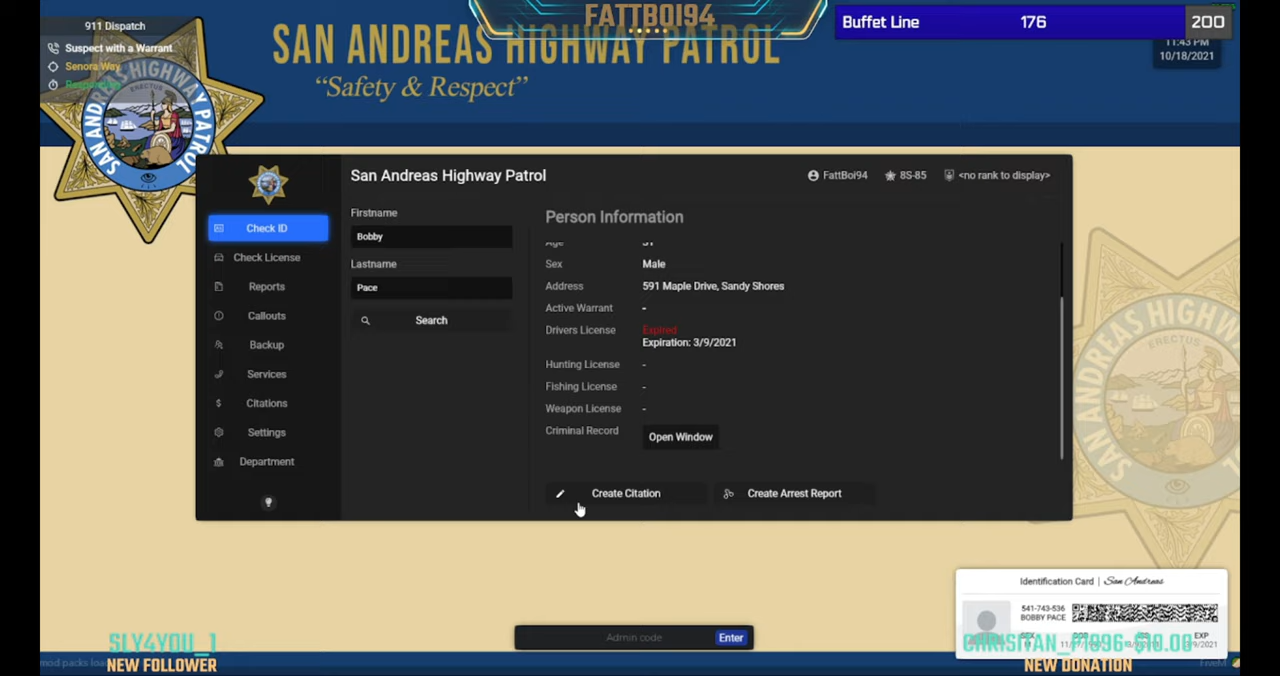 FATTBOI94
Buffet Line 176 200
11:43 PM
10/18/2021
911 Dispatch
Suspect with a Warrant
Senora Way
SAN ANDREAS HIGHWAY PATROL
“Safety & Respect”
San Andreas Highway Patrol
FattBoi94 8S-85 <no rank to display>
Check ID
Check License
Reports
Callouts
Backup
Services
Citations
Settings
Department
Firstname
Bobby
Lastname
Pace
Search
Person Information
Age 31
Sex Male
Address 591 Maple Drive, Sandy Shores
Active Warrant -
Drivers License Expired
Expiration: 3/9/2021
Hunting License -
Fishing License -
Weapon License -
Criminal Record Open Window
Create Citation Create Arrest Report
Identification Card | San Andreas
541-743-536
BOBBY PACE
EXP
Admin code Enter
SLY4YOU_1
NEW FOLLOWER
NEW DONATION
FiveM
ERECTUS